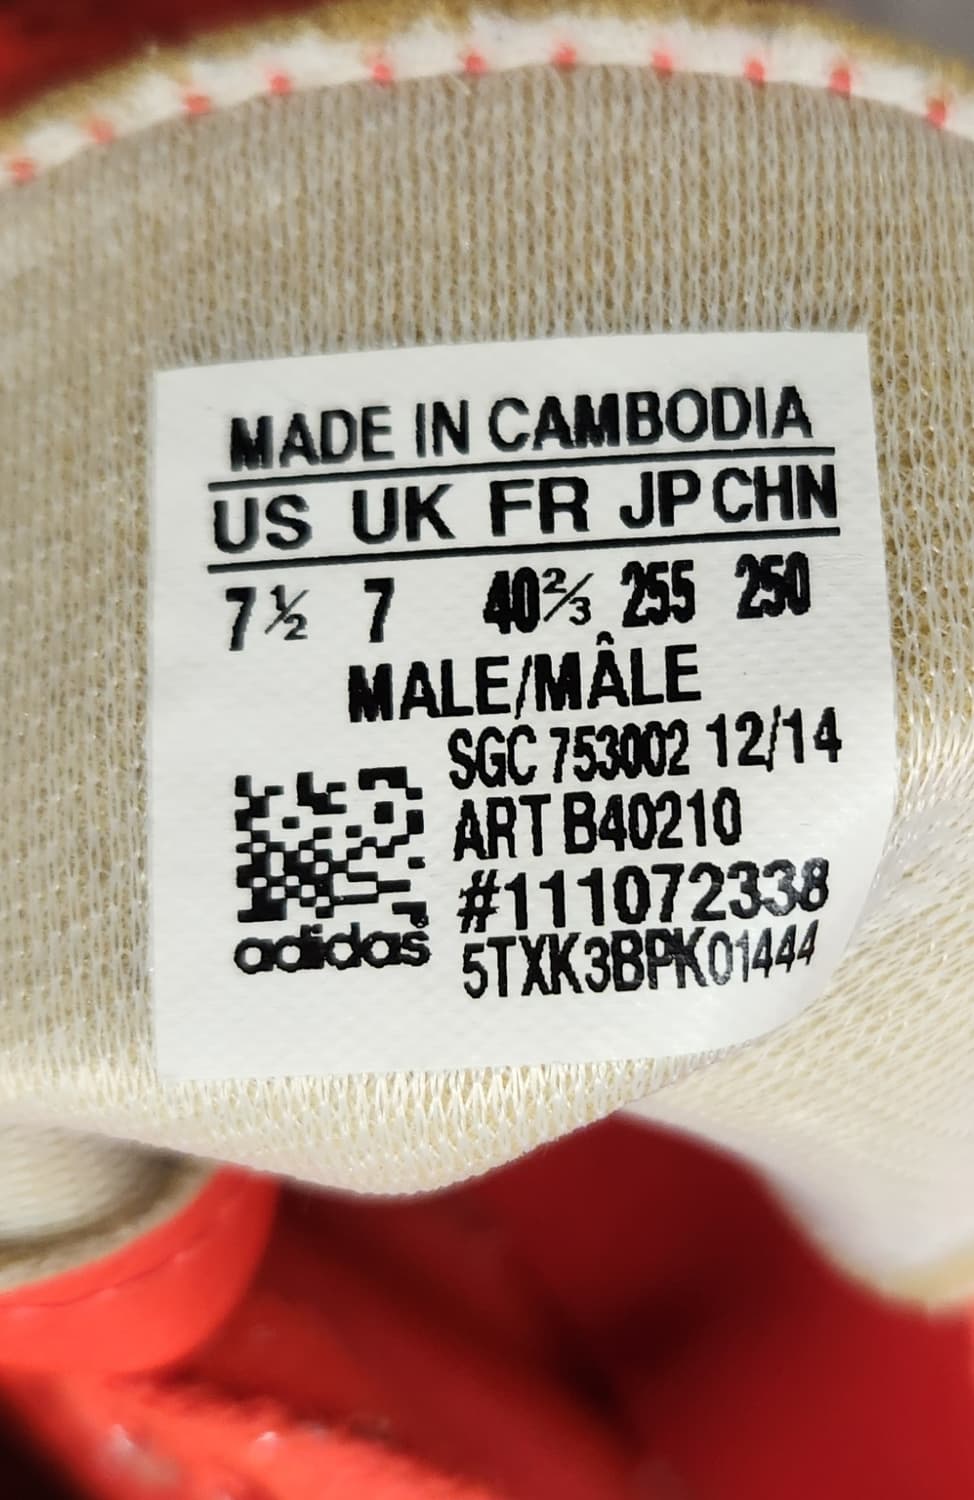 MADE IN CAMBODIA
US UK FR JP CHN
7½ 7 40⅔ 255 250
MALE/MÂLE
SGC 753002 12/14
ART B40210
#111072338
adidas® 5TXK3BPK01444